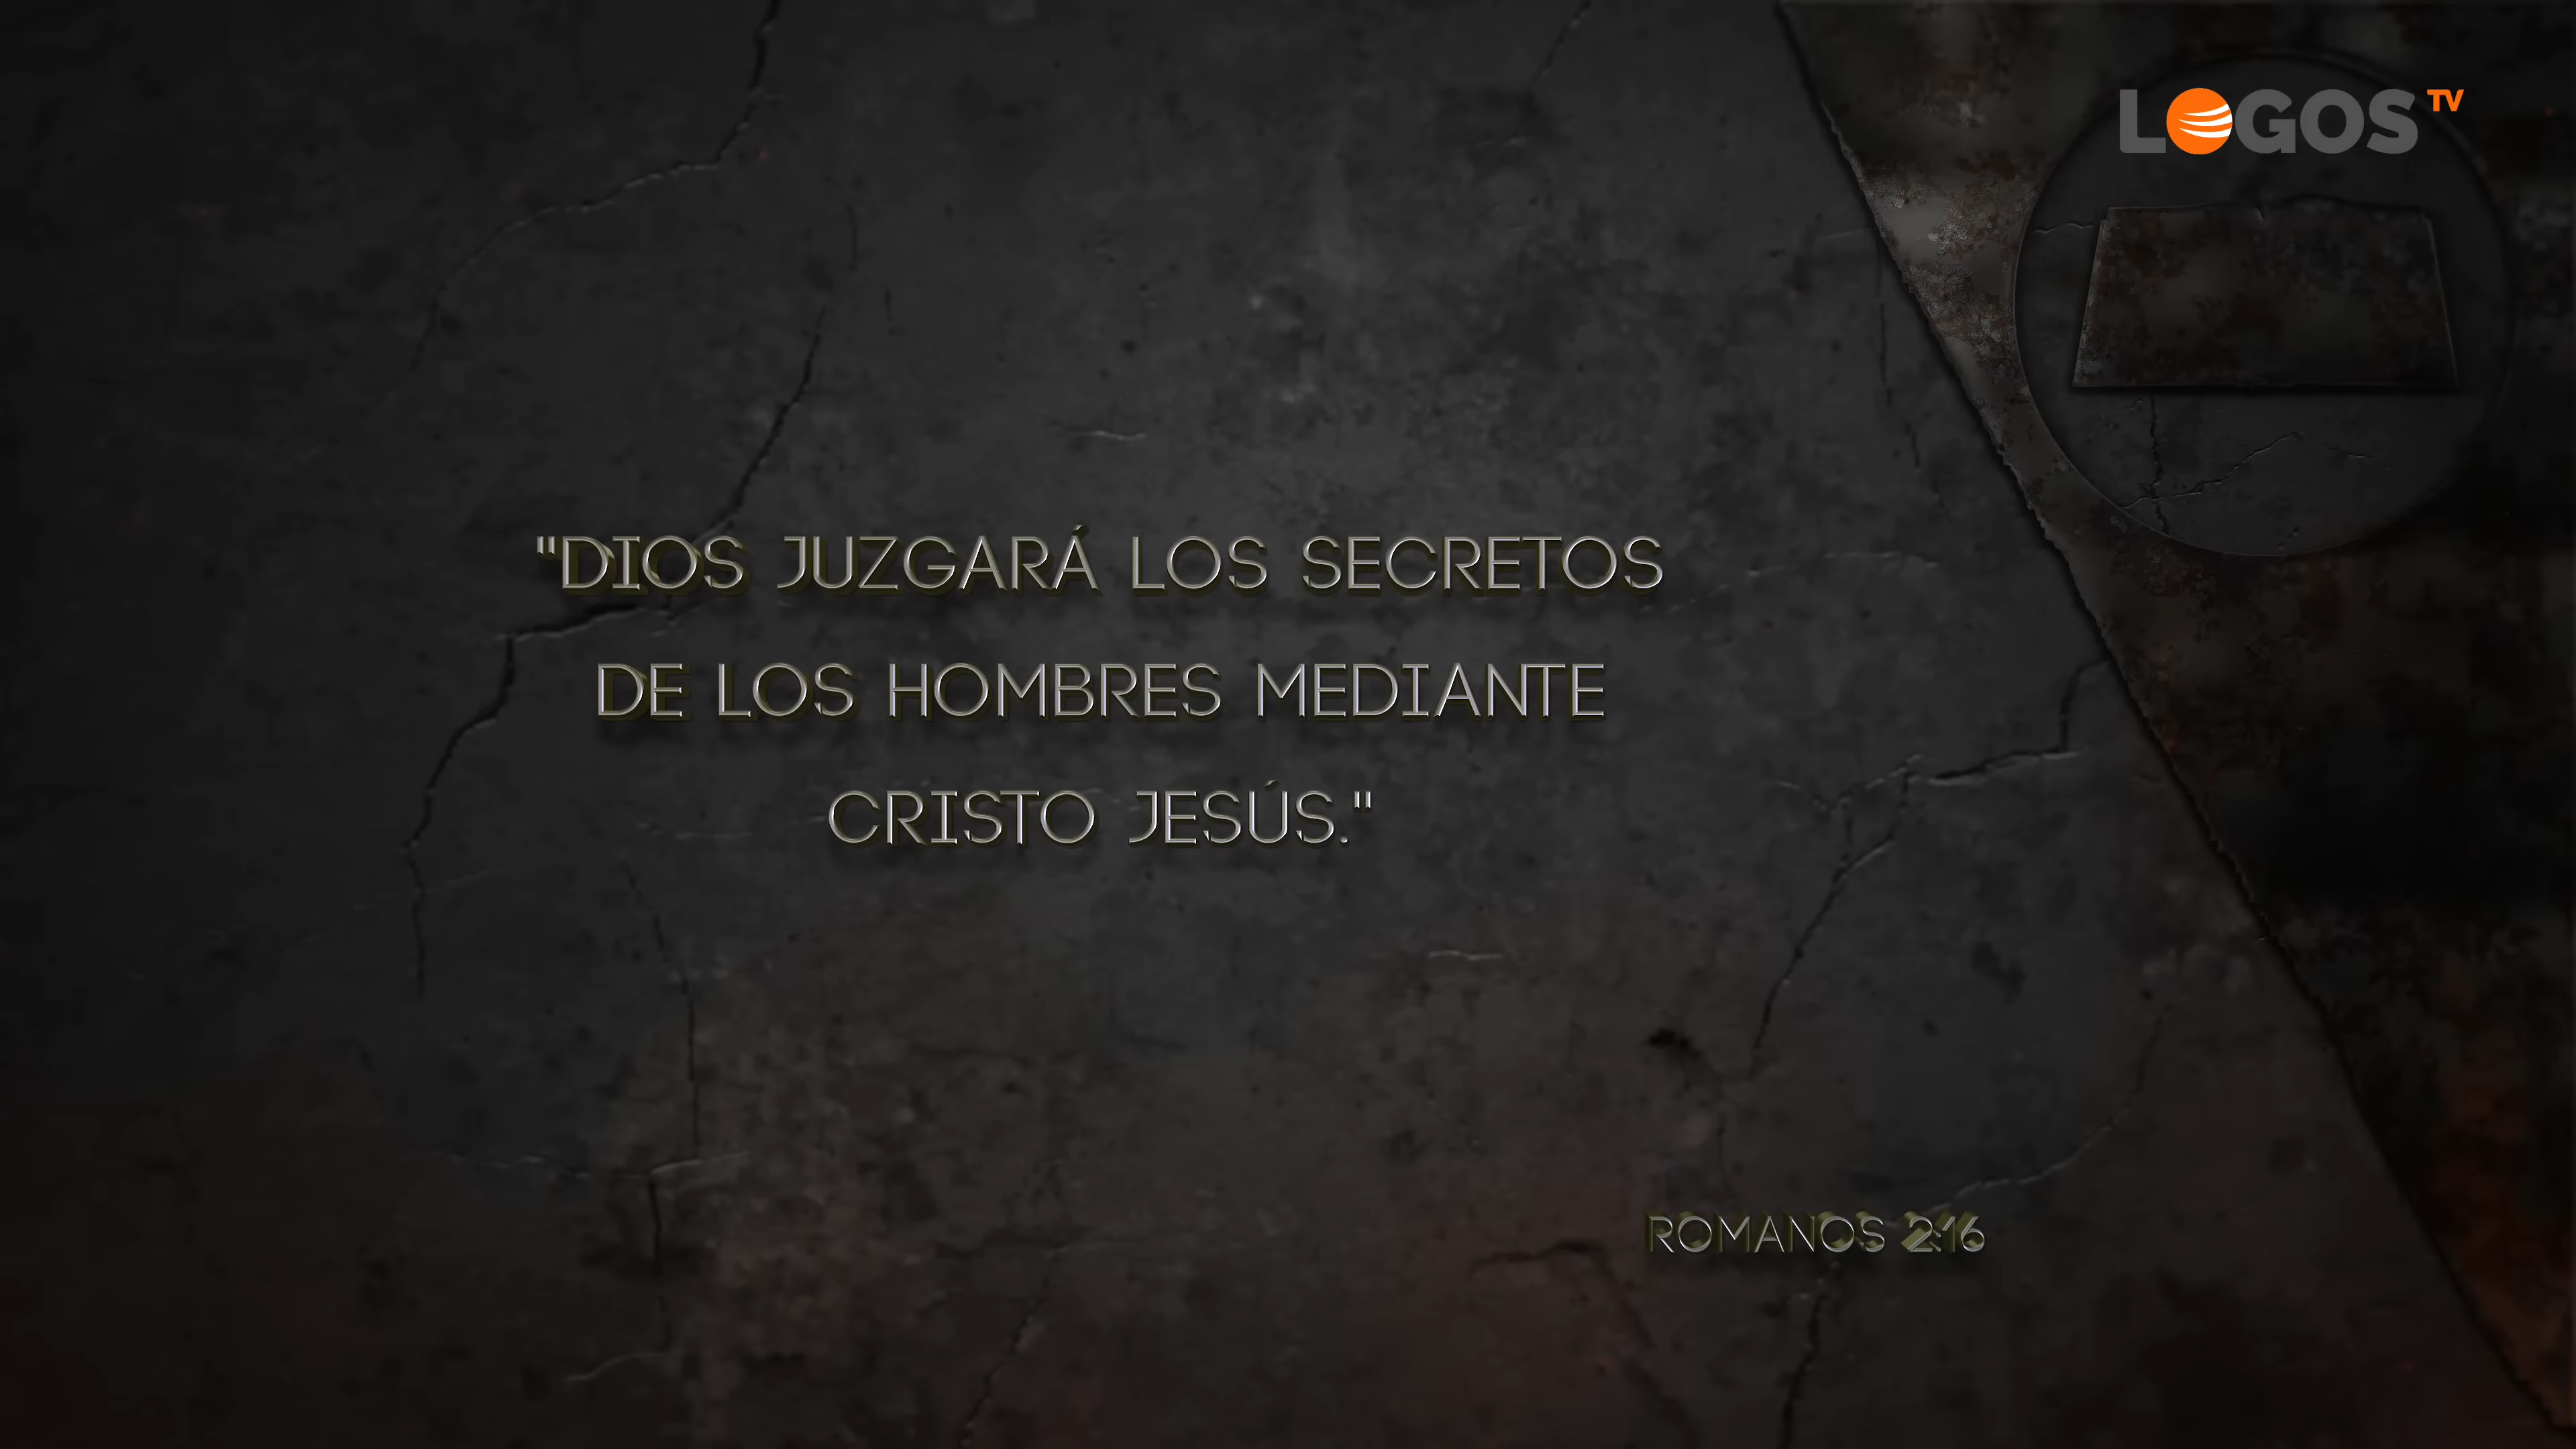 LOGOS TV
"DIOS JUZGARÁ LOS SECRETOS
DE LOS HOMBRES MEDIANTE
CRISTO JESÚS."
ROMANOS 2:16